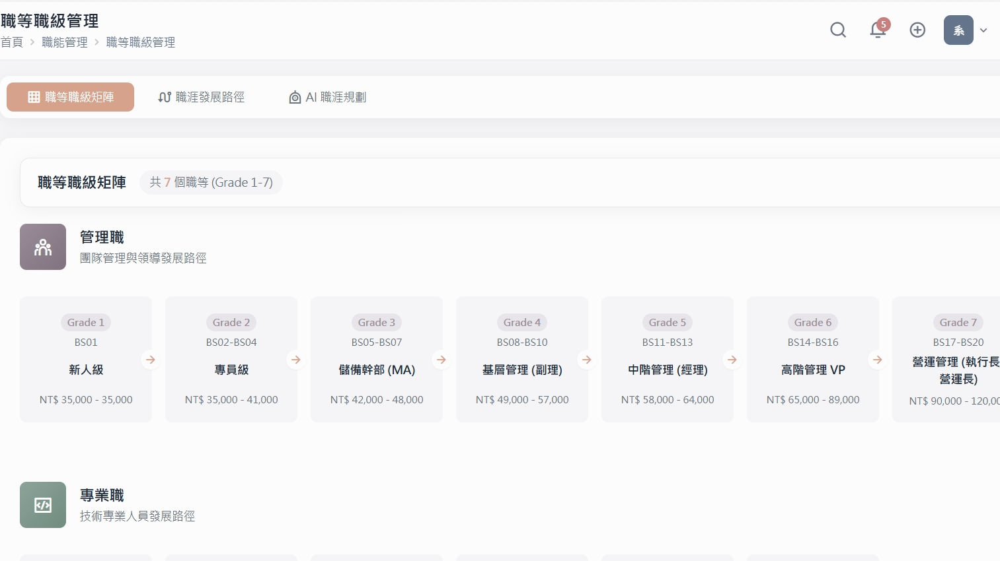 職等職級管理
首頁 > 職能管理 > 職等職級管理
5
系
職等職級矩陣
職涯發展路徑
AI 職涯規劃
職等職級矩陣
共 7 個職等 (Grade 1-7)
管理職
團隊管理與領導發展路徑
Grade 1
BS01
新人級
NT$ 35,000 - 35,000
Grade 2
BS02-BS04
專員級
NT$ 35,000 - 41,000
Grade 3
BS05-BS07
儲備幹部 (MA)
NT$ 42,000 - 48,000
Grade 4
BS08-BS10
基層管理 (副理)
NT$ 49,000 - 57,000
Grade 5
BS11-BS13
中階管理 (經理)
NT$ 58,000 - 64,000
Grade 6
BS14-BS16
高階管理 VP
NT$ 65,000 - 89,000
Grade 7
BS17-BS20
營運管理 (執行長
營運長)
NT$ 90,000 - 120,00
專業職
技術專業人員發展路徑